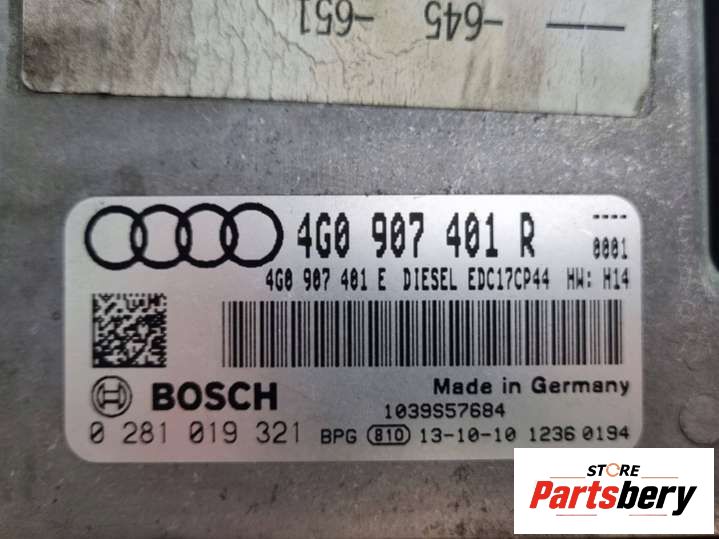 -651 -645
4G0 907 401 R
----
0001
4G0 907 401 E DIESEL EDC17CP44 HW: H14
BOSCH
Made in Germany
1039S57684
0 281 019 321 BPG 810 13-10-10 1236 0194
STORE
Partsbery